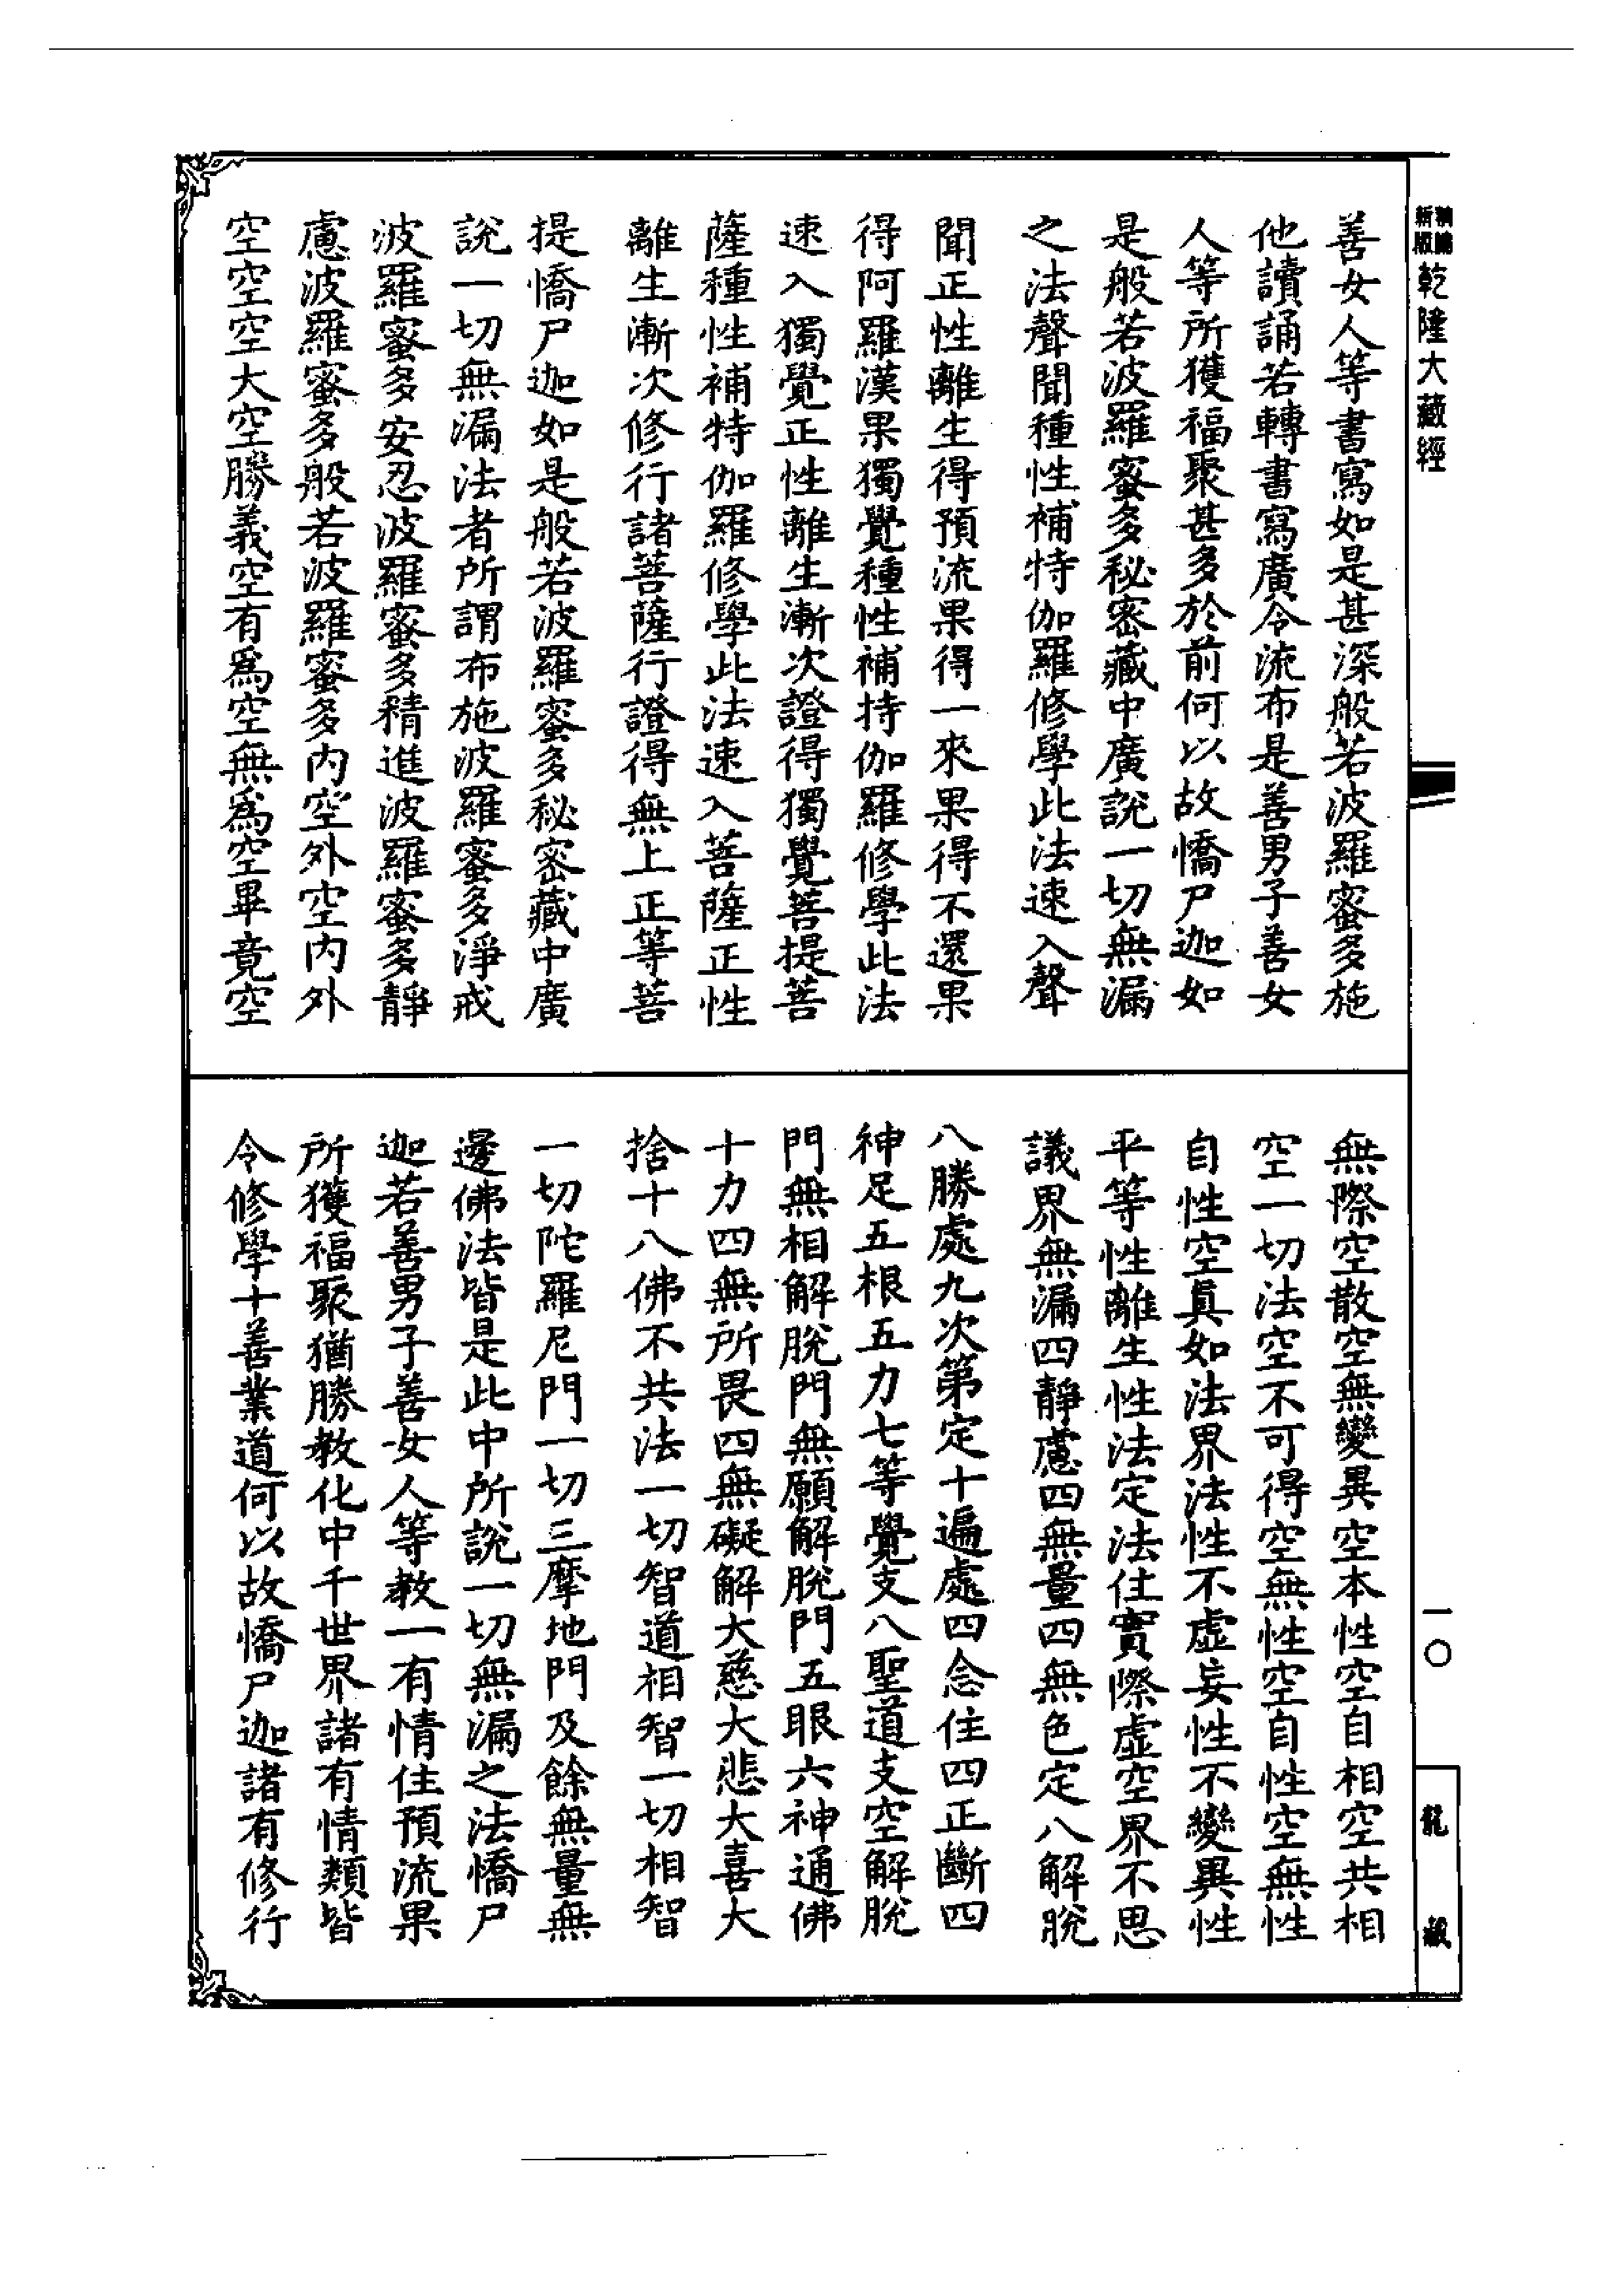 新版
乾隆大藏經
善女人等書寫如是甚深般若波羅蜜多施
他讀誦若轉書寫廣令流布是善男子善女
人等所獲福聚甚多於前何以故憍尸迦如
是般若波羅蜜多秘密藏中廣說一切無漏
之法聲聞種性補特伽羅修學此法速入聲
聞正性離生得預流果得一來果得不還果
得阿羅漢果獨覺種性補特伽羅修學此法
速入獨覺正性離生漸次證得獨覺菩提菩
薩種性補特伽羅修學此法速入菩薩正性
離生漸次修行諸菩薩行證得無上正等菩
提憍尸迦如是般若波羅蜜多秘密藏中廣
說一切無漏法者所謂布施波羅蜜多淨戒
波羅蜜多安忍波羅蜜多精進波羅蜜多靜
慮波羅蜜多般若波羅蜜多內空外空內外
空空空大空勝義空有為空無為空畢竟空
無際空散空無變異空本性空自相空共相
空一切法空不可得空無性空自性空無性
自性空真如法界法性不虛妄性不變異性
平等性離生性法定法住實際虛空界不思
議界無漏四靜慮四無量四無色定八解脫
八勝處九次第定十遍處四念住四正斷四
神足五根五力七等覺支八聖道支空解脫
門無相解脫門無願解脫門五眼六神通佛
十力四無所畏四無礙解大慈大悲大喜大
捨十八佛不共法一切智道相智一切相智
一切陀羅尼門一切三摩地門及餘無量無
邊佛法皆是此中所說一切無漏之法憍尸
迦若善男子善女人等教一有情住預流果
所獲福聚猶勝教化中千世界諸有情類皆
令修學十善業道何以故憍尸迦諸有修行
一〇
龍藏